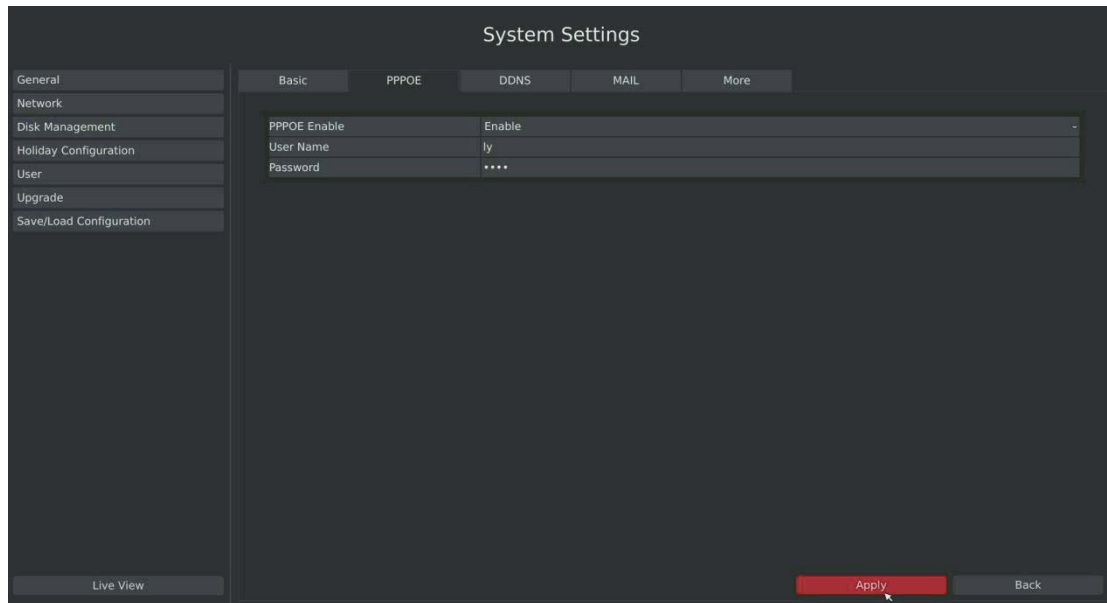 System Settings
General
Network
Disk Management
Holiday Configuration
User
Upgrade
Save/Load Configuration
Live View
Basic PPPOE DDNS MAIL More
PPPOE Enable Enable
User Name ly
Password ••••
Apply Back